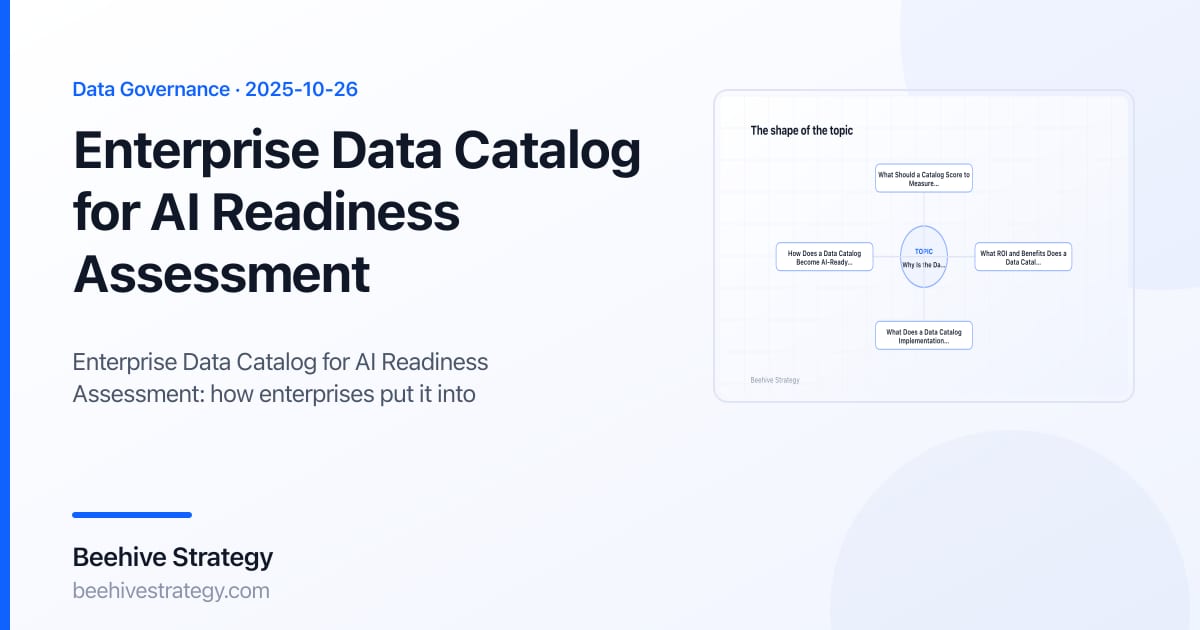 Data Governance · 2025-10-26
Enterprise Data Catalog
for AI Readiness
Assessment
Enterprise Data Catalog for AI Readiness
Assessment: how enterprises put it into
Beehive Strategy
beehivestrategy.com
The shape of the topic
What Should a Catalog Score to
Measure...
How Does a Data Catalog
Become AI-Ready...
TOPIC
Why Is the Da...
What ROI and Benefits Does a
Data Catal...
What Does a Data Catalog
Implementation...
Beehive Strategy